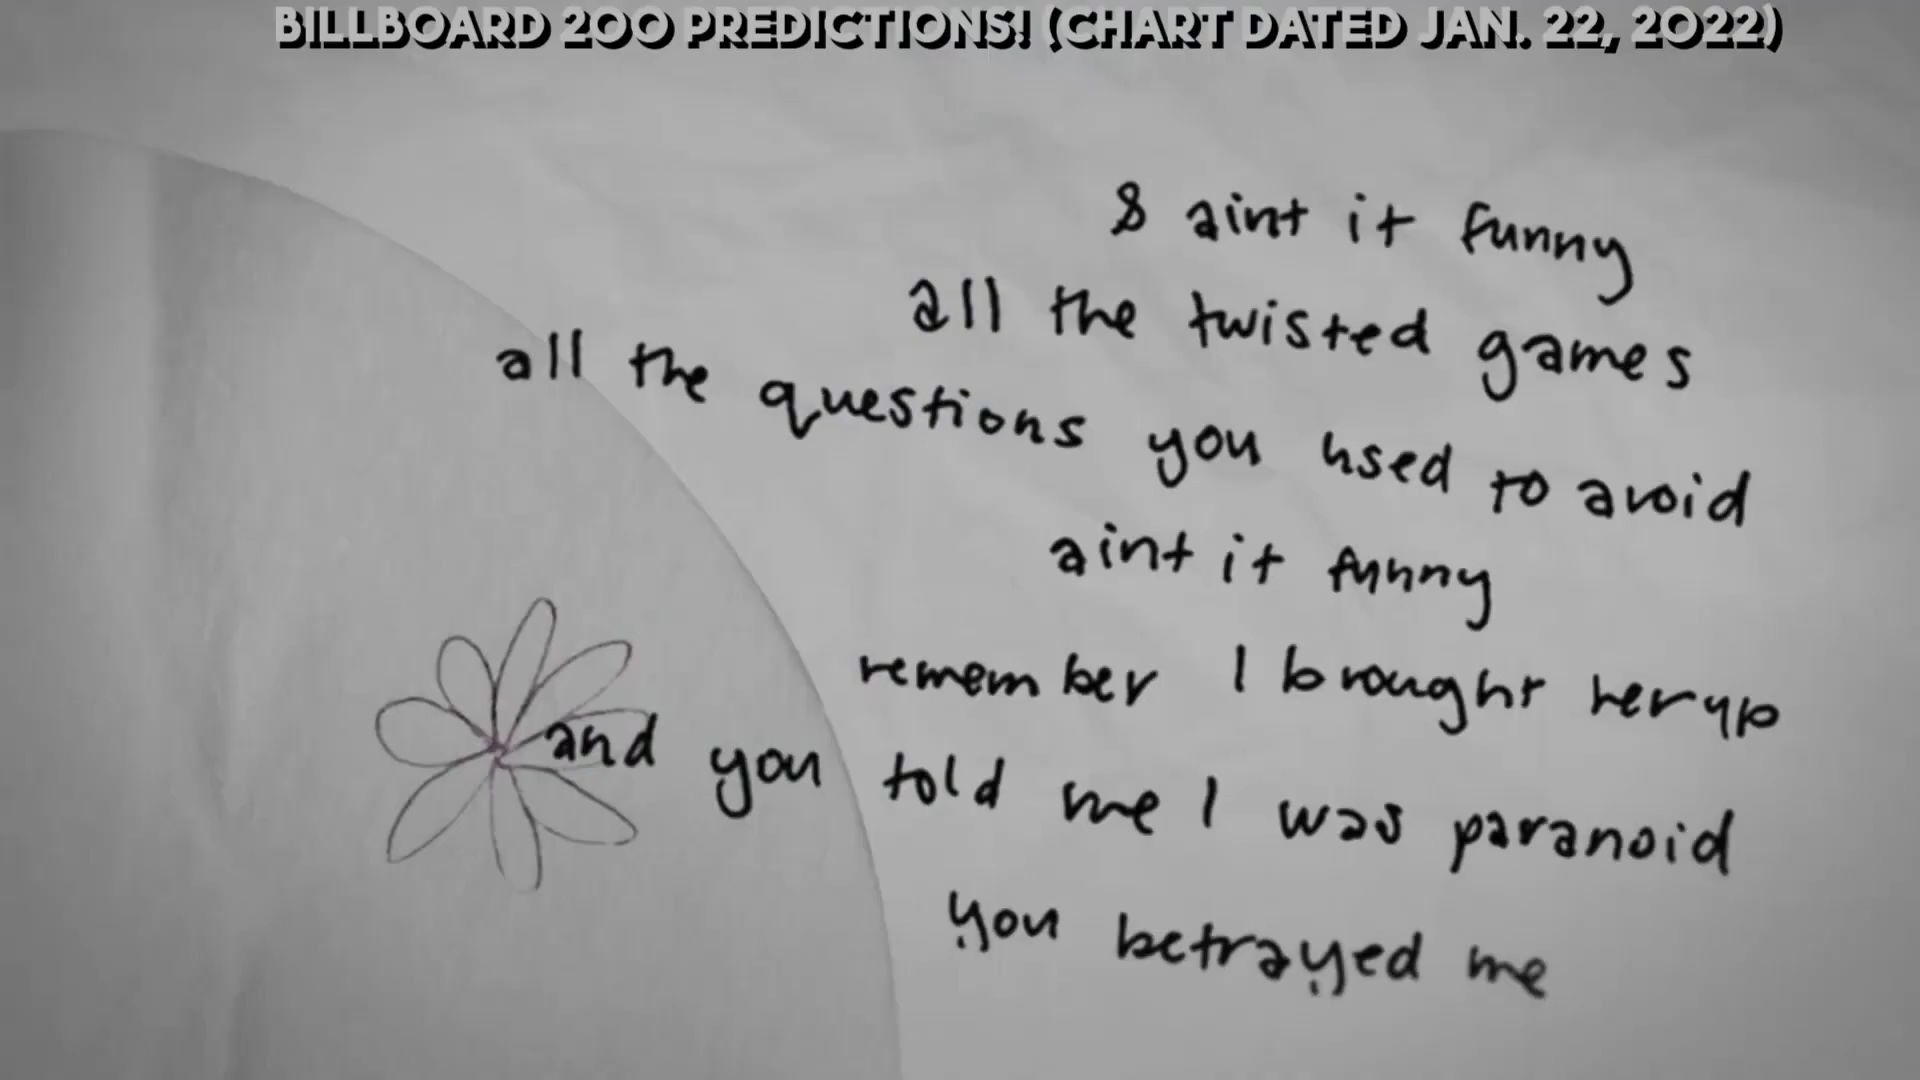 BILLBOARD 200 PREDICTIONS! (CHART DATED JAN. 22, 2022)
& aint it funny
all the twisted games
all the questions you used to avoid
aint it funny
remember I brought her up
and you told me I was paranoid
you betrayed me